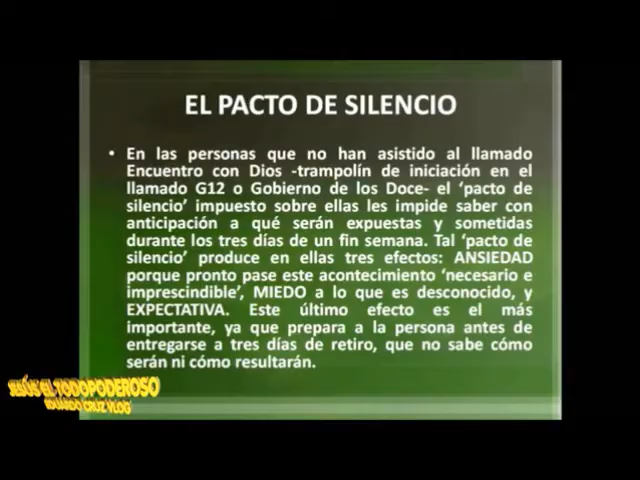 EL PACTO DE SILENCIO
• En las personas que no han asistido al llamado
Encuentro con Dios -trampolín de iniciación en el
llamado G12 o Gobierno de los Doce- el ‘pacto de
silencio’ impuesto sobre ellas les impide saber con
anticipación a qué serán expuestas y sometidas
durante los tres días de un fin semana. Tal ‘pacto de
silencio’ produce en ellas tres efectos: ANSIEDAD
porque pronto pase este acontecimiento ‘necesario e
imprescindible’, MIEDO a lo que es desconocido, y
EXPECTATIVA. Este último efecto es el más
importante, ya que prepara a la persona antes de
entregarse a tres días de retiro, que no sabe cómo
serán ni cómo resultarán.
JESÚS EL TODOPODEROSO
EDUARDO CRUZ VLOG